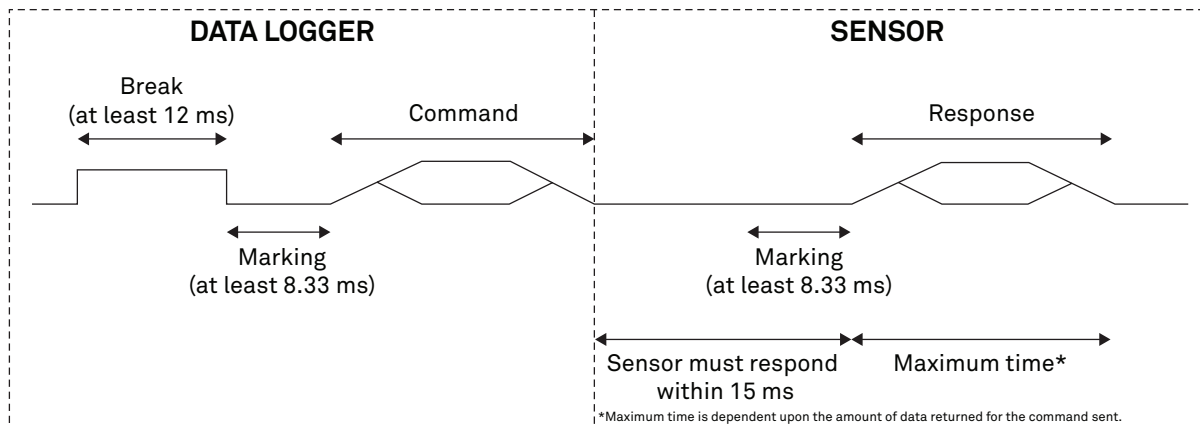 DATA LOGGER
SENSOR
Break
(at least 12 ms)
Command
Response
Marking
(at least 8.33 ms)
Marking
(at least 8.33 ms)
Sensor must respond
within 15 ms
Maximum time*
*Maximum time is dependent upon the amount of data returned for the command sent.